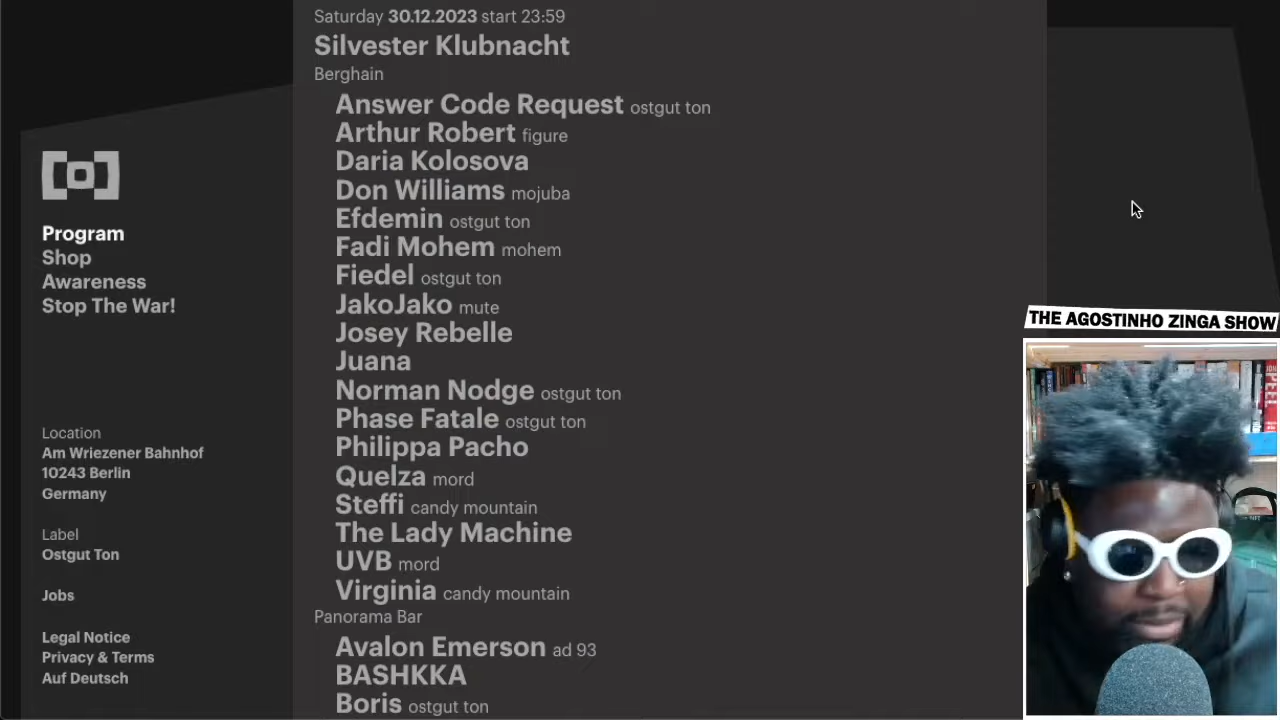 Saturday 30.12.2023 start 23:59
Silvester Klubnacht
Berghain
Answer Code Request ostgut ton
Arthur Robert figure
Daria Kolosova
Don Williams mojuba
Efdemin ostgut ton
Fadi Mohem mohem
Fiedel ostgut ton
JakoJako mute
Josey Rebelle
Juana
Norman Nodge ostgut ton
Phase Fatale ostgut ton
Philippa Pacho
Quelza mord
Steffi candy mountain
The Lady Machine
UVB mord
Virginia candy mountain
Panorama Bar
Avalon Emerson ad 93
BASHKKA
Boris ostgut ton
Program
Shop
Awareness
Stop The War!
Location
Am Wriezener Bahnhof
10243 Berlin
Germany
Label
Ostgut Ton
Jobs
Legal Notice
Privacy & Terms
Auf Deutsch
THE AGOSTINHO ZINGA SHOW